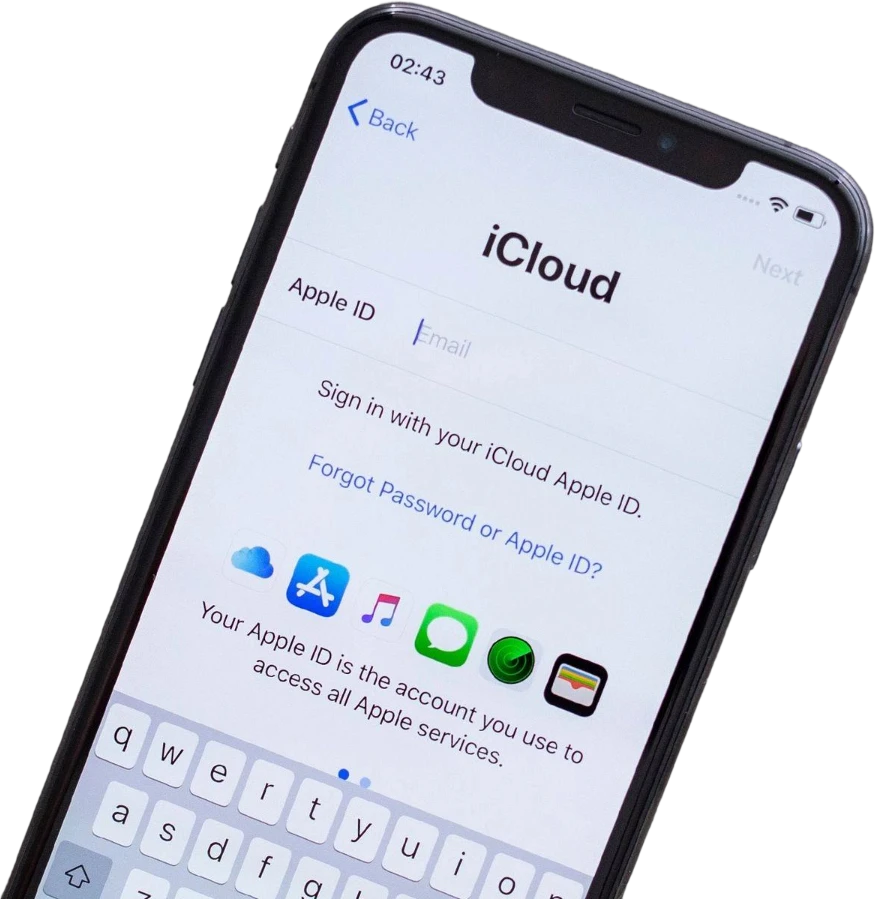 02:43
Back
iCloud
Next
Apple ID
Email
Sign in with your iCloud Apple ID.
Forgot Password or Apple ID?
Your Apple ID is the account you use to
access all Apple services.
q w e r t y u i o
a s d f g